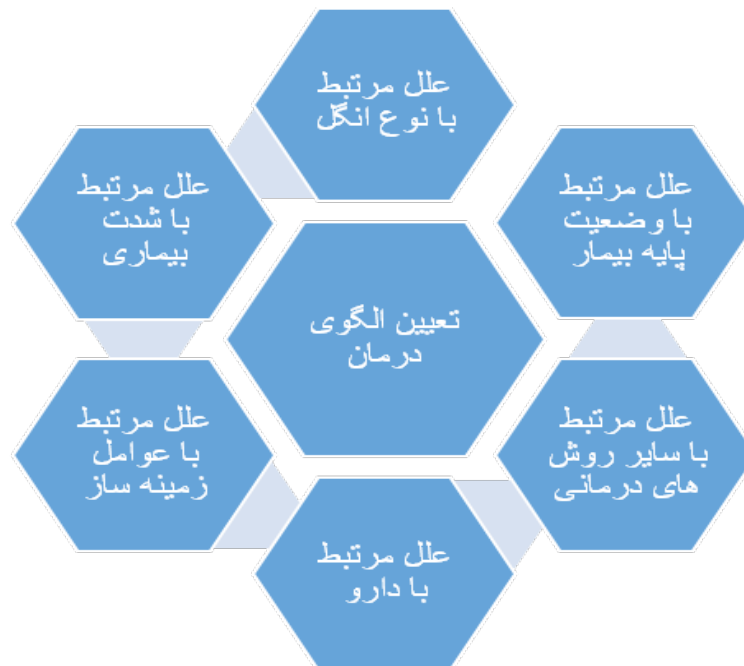 علل مرتبط
با نوع انگل
علل مرتبط
با وضعیت
پایه بیمار
علل مرتبط
با شدت
بیماری
تعیین الگوی
درمان
علل مرتبط
با سایر روش
های درمانی
علل مرتبط
با عوامل
زمینه ساز
علل مرتبط
با دارو